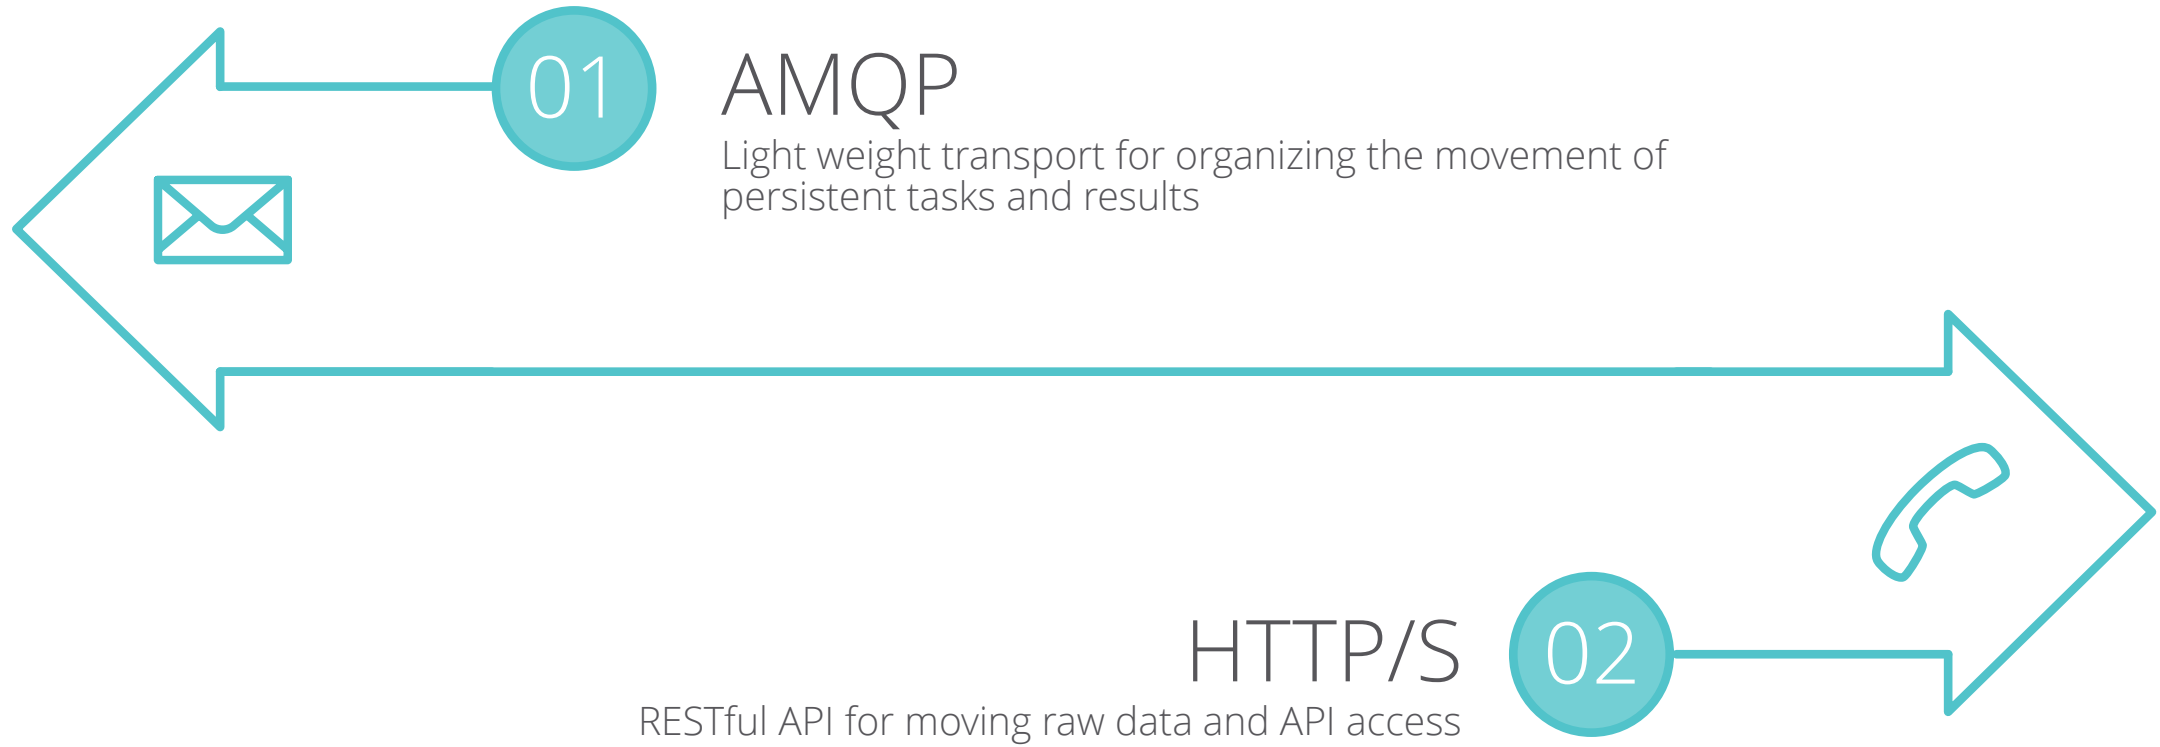 01
AMQP
Light weight transport for organizing the movement of
persistent tasks and results
HTTP/S
02
RESTful API for moving raw data and API access